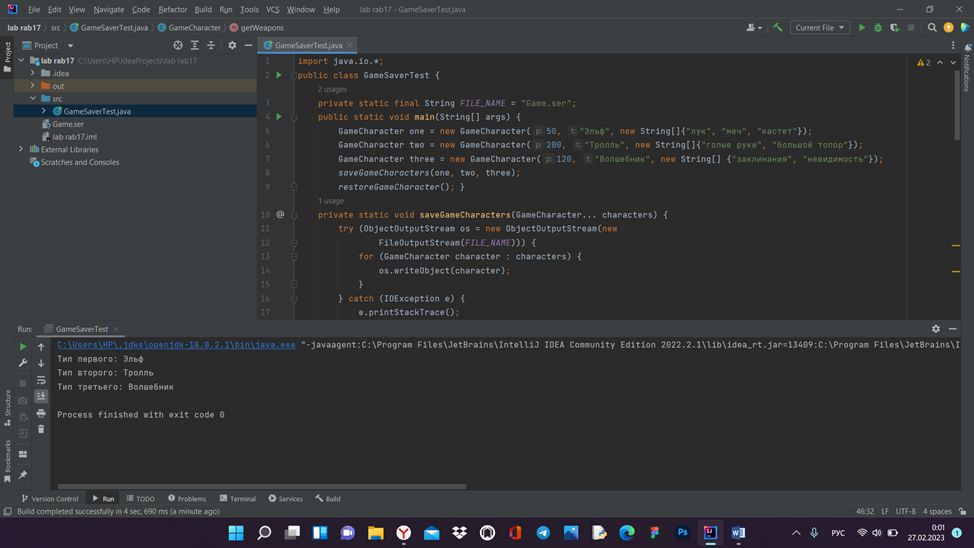 File Edit View Navigate Code Refactor Build Run Tools VCS Window Help lab rab17 - GameSaverTest.java
lab rab17 src GameSaverTest.java GameCharacter getWeapons Current File
Project Project GameSaverTest.java
lab rab17 C:\Users\HP\IdeaProjects\lab rab17
.idea
out
src
GameSaverTest.java
Game.ser
lab rab17.iml
External Libraries
Scratches and Consoles
2
Notifications
1 import java.io.*;
2 public class GameSaverTest {
2 usages
3 private static final String FILE_NAME = "Game.ser";
4 public static void main(String[] args) {
5 GameCharacter one = new GameCharacter( p: 50, t: "Эльф", new String[]{"лук", "меч", "кастет"});
6 GameCharacter two = new GameCharacter( p: 200, t: "Тролль", new String[]{"голые руки", "большой топор"});
7 GameCharacter three = new GameCharacter( p: 120, t: "Волшебник", new String[] {"заклинания", "невидимость"});
8 saveGameCharacters(one, two, three);
9 restoreGameCharacter(); }
1 usage
10 @ private static void saveGameCharacters(GameCharacter... characters) {
11 try (ObjectOutputStream os = new ObjectOutputStream(new
12 FileOutputStream(FILE_NAME))) {
13 for (GameCharacter character : characters) {
14 os.writeObject(character);
15 }
16 } catch (IOException e) {
17 e.printStackTrace();
Run: GameSaverTest
C:\Users\HP\.jdks\openjdk-18.0.2.1\bin\java.exe "-javaagent:C:\Program Files\JetBrains\IntelliJ IDEA Community Edition 2022.2.1\lib\idea_rt.jar=13409:C:\Program Files\JetBrains\I
Тип первого: Эльф
Тип второго: Тролль
Тип третьего: Волшебник
Process finished with exit code 0
Structure
Bookmarks
Version Control Run TODO Problems Terminal Services Build
Build completed successfully in 4 sec, 690 ms (a minute ago) 46:32 LF UTF-8 4 spaces
РУС 0:01
27.02.2023 1